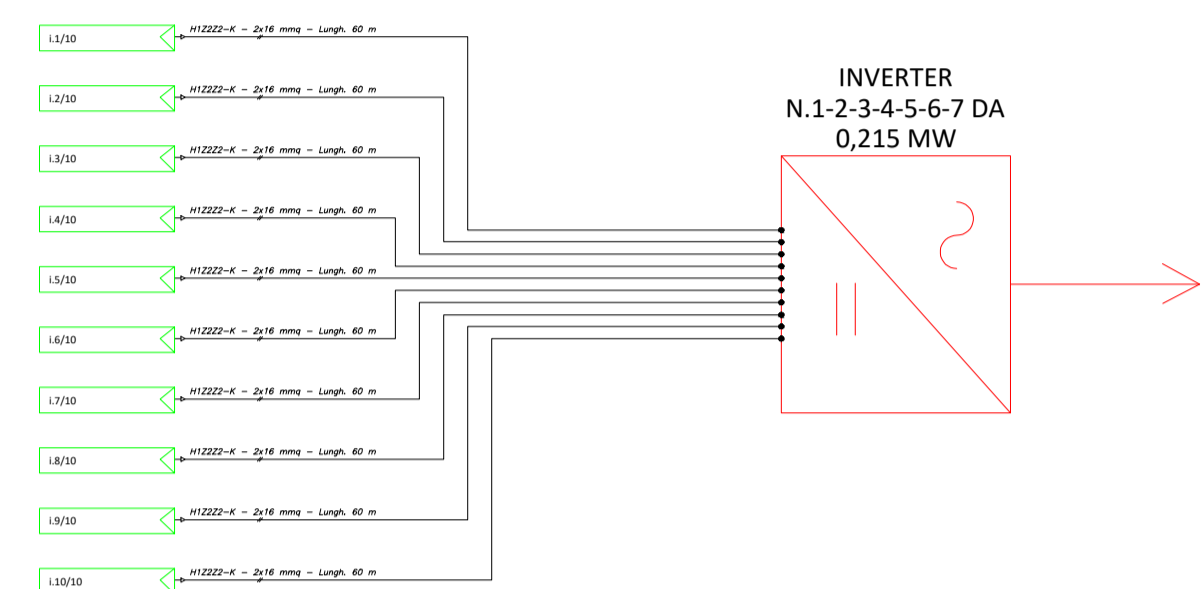 i.1/10
H1Z2Z2-K - 2x16 mmq - Lungh. 60 m
i.2/10
H1Z2Z2-K - 2x16 mmq - Lungh. 60 m
i.3/10
H1Z2Z2-K - 2x16 mmq - Lungh. 60 m
i.4/10
H1Z2Z2-K - 2x16 mmq - Lungh. 60 m
i.5/10
H1Z2Z2-K - 2x16 mmq - Lungh. 60 m
i.6/10
H1Z2Z2-K - 2x16 mmq - Lungh. 60 m
i.7/10
H1Z2Z2-K - 2x16 mmq - Lungh. 60 m
i.8/10
H1Z2Z2-K - 2x16 mmq - Lungh. 60 m
i.9/10
H1Z2Z2-K - 2x16 mmq - Lungh. 60 m
i.10/10
H1Z2Z2-K - 2x16 mmq - Lungh. 60 m
INVERTER
N.1-2-3-4-5-6-7 DA
0,215 MW